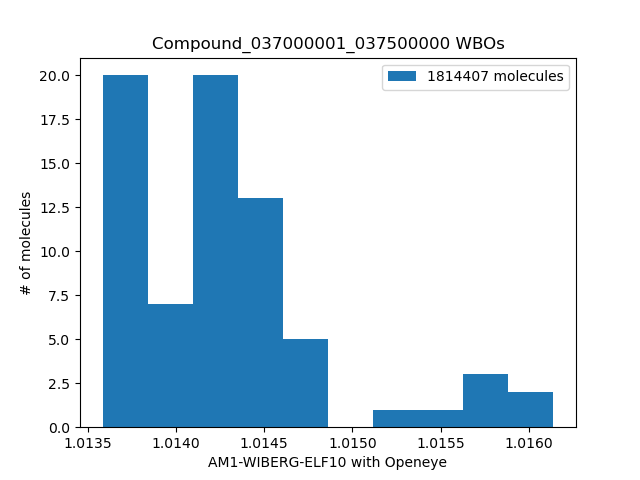 Compound_037000001_037500000 WBOs
1814407 molecules
# of molecules
20.0
17.5
15.0
12.5
10.0
7.5
5.0
2.5
0.0
1.0135 1.0140 1.0145 1.0150 1.0155 1.0160
AM1-WIBERG-ELF10 with Openeye